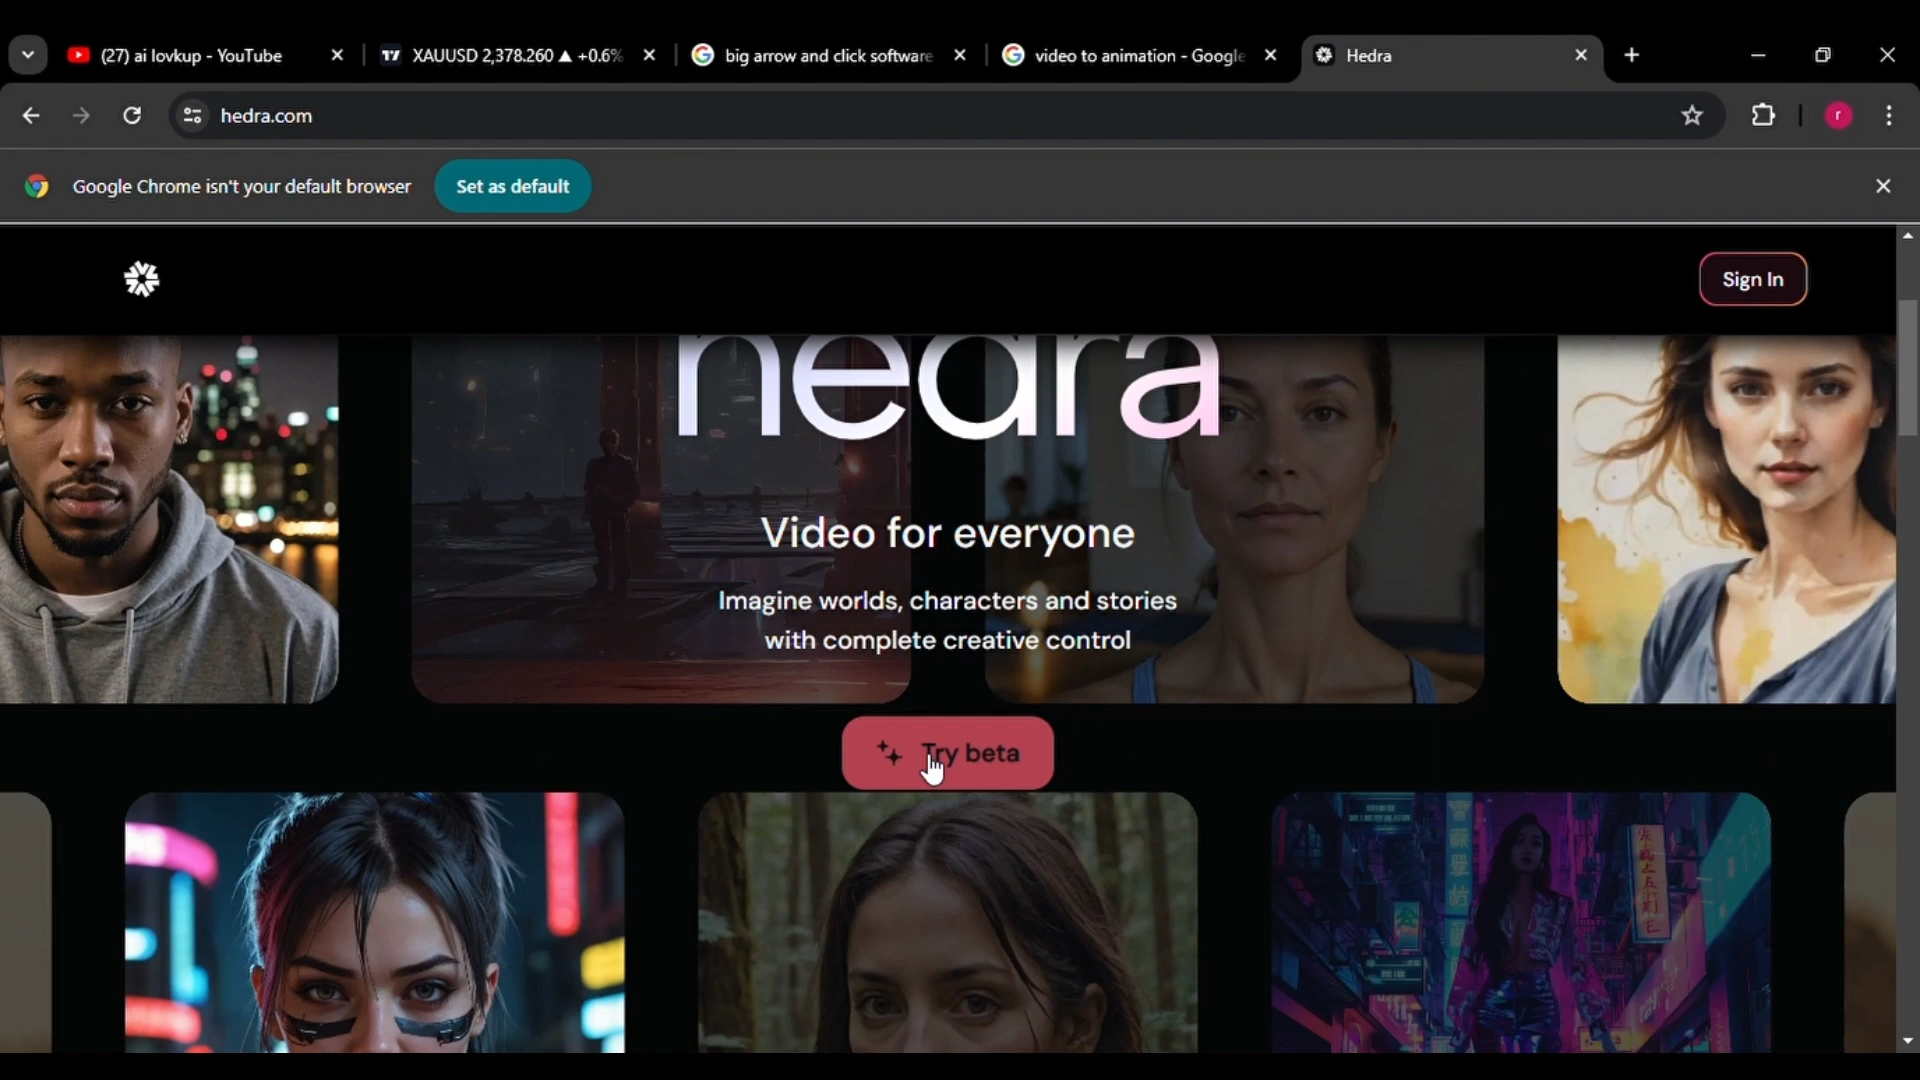 (27) ai lovkup - YouTube
XAUUSD 2,378.260 ▲ +0.6%
big arrow and click software
video to animation - Google
Hedra
hedra.com
r
Google Chrome isn't your default browser
Set as default
Sign In
hedra
Video for everyone
Imagine worlds, characters and stories
with complete creative control
Try beta